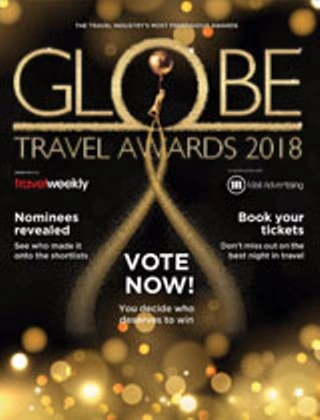 THE TRAVEL INDUSTRY'S MOST PRESTIGIOUS AWARDS
GLOBE
TRAVEL AWARDS 2018
travelweekly
Mail Advertising
Nominees
revealed
See who made it
onto the shortlists
Book your
tickets
Don't miss out on the
best night in travel
VOTE
NOW!
You decide who
deserves to win